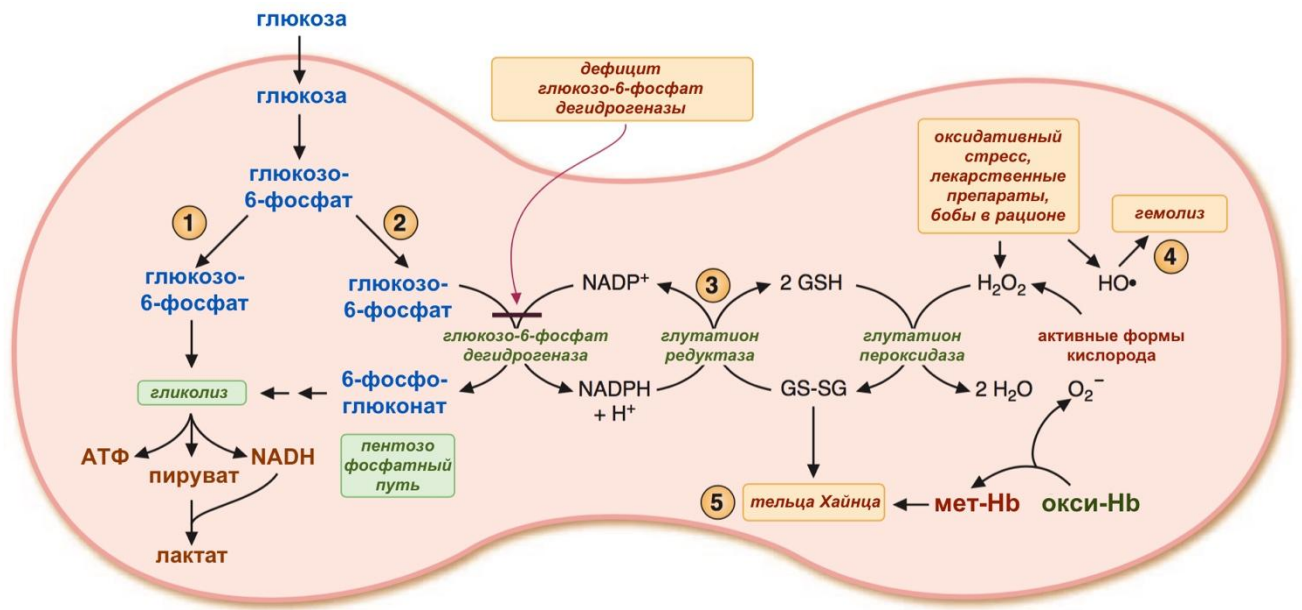 глюкоза
глюкоза
глюкозо-
6-фосфат
1
2
глюкозо-
6-фосфат
гликолиз
АТФ
пируват
NADH
лактат
глюкозо-
6-фосфат
6-фосфо-
глюконат
пентозо
фосфатный
путь
дефицит
глюкозо-6-фосфат
дегидрогеназы
глюкозо-6-фосфат
дегидрогеназа
NADP⁺
NADPH
+ H⁺
3
глутатион
редуктаза
2 GSH
GS-SG
глутатион
пероксидаза
H₂O₂
2 H₂O
оксидативный
стресс,
лекарственные
препараты,
бобы в рационе
гемолиз
4
HO•
активные формы
кислорода
O₂⁻
5
тельца Хайнца
мет-Hb
окси-Hb